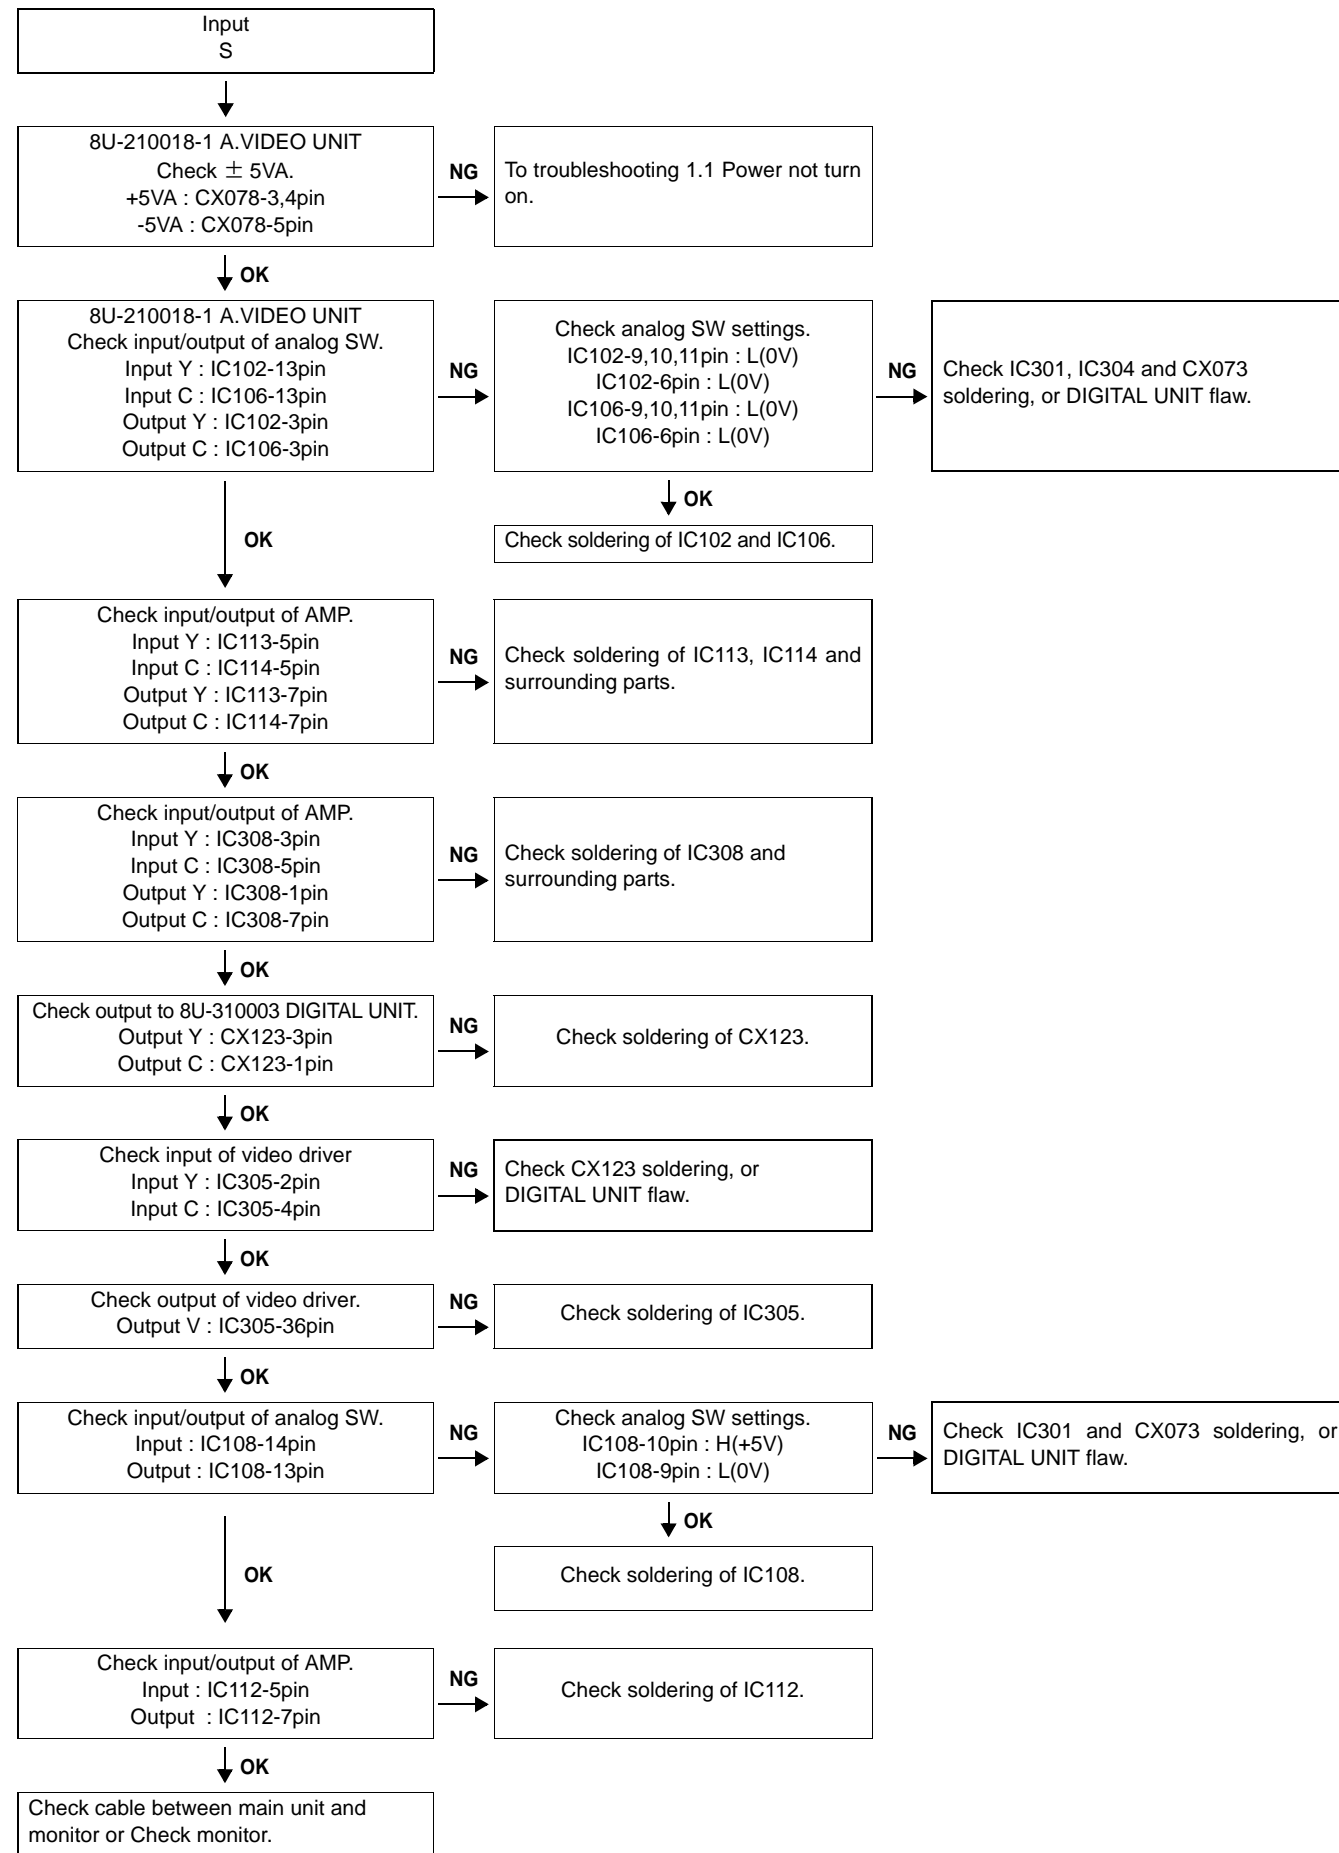 Input
S
8U-210018-1 A.VIDEO UNIT
Check ± 5VA.
+5VA : CX078-3,4pin
-5VA : CX078-5pin
NG
To troubleshooting 1.1 Power not turn
on.
OK
8U-210018-1 A.VIDEO UNIT
Check input/output of analog SW.
Input Y : IC102-13pin
Input C : IC106-13pin
Output Y : IC102-3pin
Output C : IC106-3pin
NG
Check analog SW settings.
IC102-9,10,11pin : L(0V)
IC102-6pin : L(0V)
IC106-9,10,11pin : L(0V)
IC106-6pin : L(0V)
NG
Check IC301, IC304 and CX073
soldering, or DIGITAL UNIT flaw.
OK
Check soldering of IC102 and IC106.
OK
Check input/output of AMP.
Input Y : IC113-5pin
Input C : IC114-5pin
Output Y : IC113-7pin
Output C : IC114-7pin
NG
Check soldering of IC113, IC114 and
surrounding parts.
OK
Check input/output of AMP.
Input Y : IC308-3pin
Input C : IC308-5pin
Output Y : IC308-1pin
Output C : IC308-7pin
NG
Check soldering of IC308 and
surrounding parts.
OK
Check output to 8U-310003 DIGITAL UNIT.
Output Y : CX123-3pin
Output C : CX123-1pin
NG
Check soldering of CX123.
OK
Check input of video driver
Input Y : IC305-2pin
Input C : IC305-4pin
NG
Check CX123 soldering, or
DIGITAL UNIT flaw.
OK
Check output of video driver.
Output V : IC305-36pin
NG
Check soldering of IC305.
OK
Check input/output of analog SW.
Input : IC108-14pin
Output : IC108-13pin
NG
Check analog SW settings.
IC108-10pin : H(+5V)
IC108-9pin : L(0V)
NG
Check IC301 and CX073 soldering, or
DIGITAL UNIT flaw.
OK
Check soldering of IC108.
OK
Check input/output of AMP.
Input : IC112-5pin
Output : IC112-7pin
NG
Check soldering of IC112.
OK
Check cable between main unit and
monitor or Check monitor.